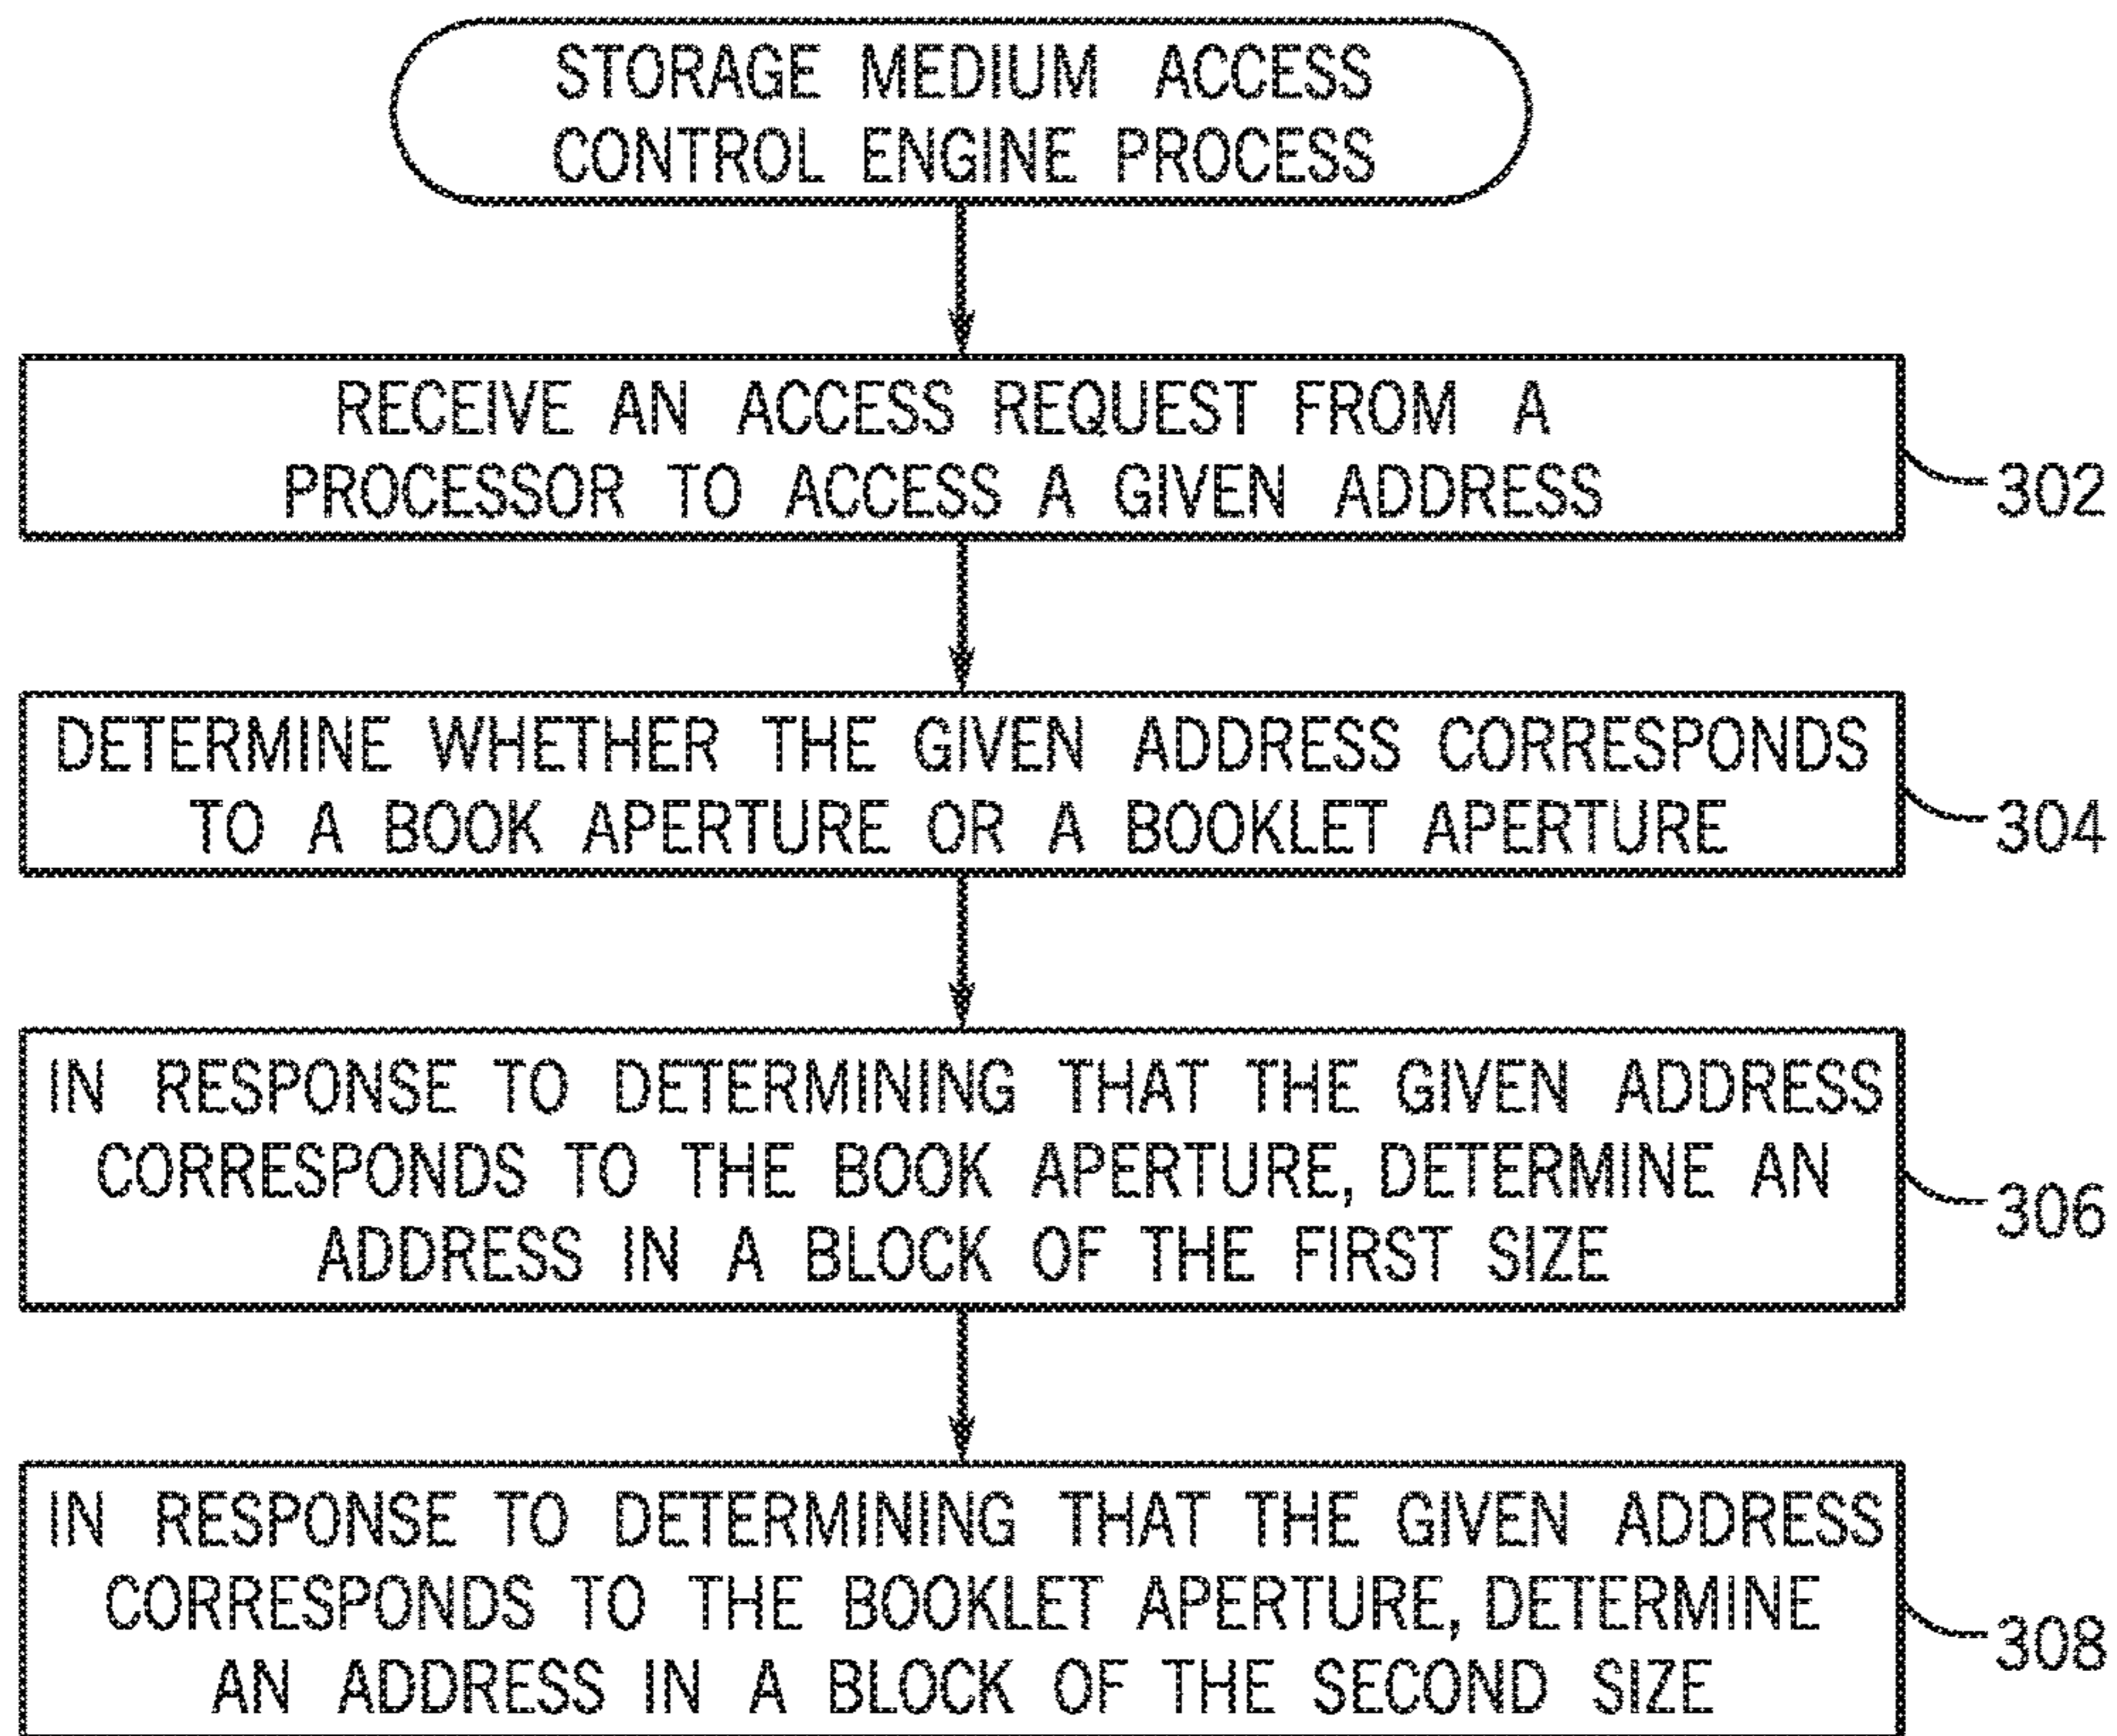 STORAGE MEDIUM ACCESS
CONTROL ENGINE PROCESS
RECEIVE AN ACCESS REQUEST FROM A
PROCESSOR TO ACCESS A GIVEN ADDRESS
302
DETERMINE WHETHER THE GIVEN ADDRESS CORRESPONDS
TO A BOOK APERTURE OR A BOOKLET APERTURE
304
IN RESPONSE TO DETERMINING THAT THE GIVEN ADDRESS
CORRESPONDS TO THE BOOK APERTURE, DETERMINE AN
ADDRESS IN A BLOCK OF THE FIRST SIZE
306
IN RESPONSE TO DETERMINING THAT THE GIVEN ADDRESS
CORRESPONDS TO THE BOOKLET APERTURE, DETERMINE
AN ADDRESS IN A BLOCK OF THE SECOND SIZE
308